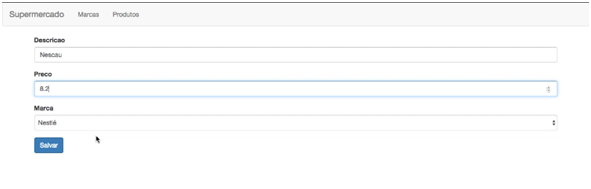 Supermercado Marcas Produtos
Descricao
Nescau
Preco
8.2
Marca
Nestlé
Salvar